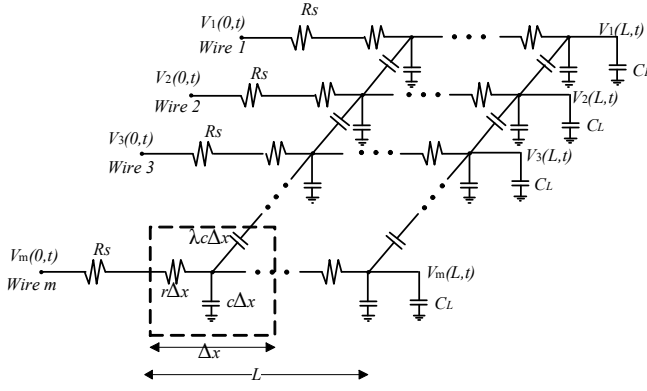 V1(0,t) Rs V1(L,t)
Wire 1
CL
V2(0,t) Rs V2(L,t)
Wire 2
CL
V3(0,t) Rs V3(L,t)
Wire 3
CL
λcΔx
Vm(0,t) Rs Vm(L,t)
Wire m
rΔx cΔx CL
Δx
L